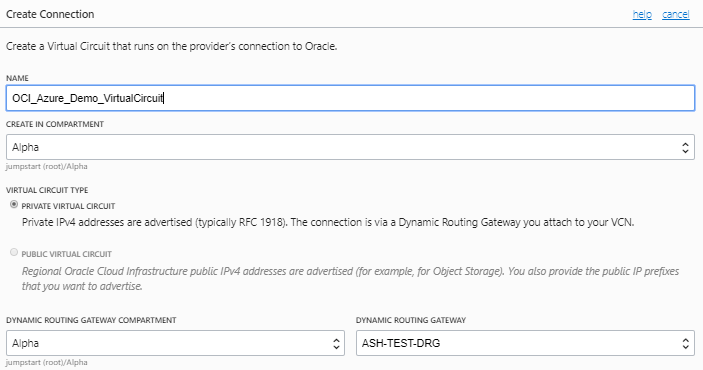 Create Connection help cancel
Create a Virtual Circuit that runs on the provider's connection to Oracle.
NAME
OCI_Azure_Demo_VirtualCircuit
CREATE IN COMPARTMENT
Alpha
jumpstart (root)/Alpha
VIRTUAL CIRCUIT TYPE
PRIVATE VIRTUAL CIRCUIT
Private IPv4 addresses are advertised (typically RFC 1918). The connection is via a Dynamic Routing Gateway you attach to your VCN.
PUBLIC VIRTUAL CIRCUIT
Regional Oracle Cloud Infrastructure public IPv4 addresses are advertised (for example, for Object Storage). You also provide the public IP prefixes
that you want to advertise.
DYNAMIC ROUTING GATEWAY COMPARTMENT DYNAMIC ROUTING GATEWAY
Alpha ASH-TEST-DRG
jumpstart (root)/Alpha